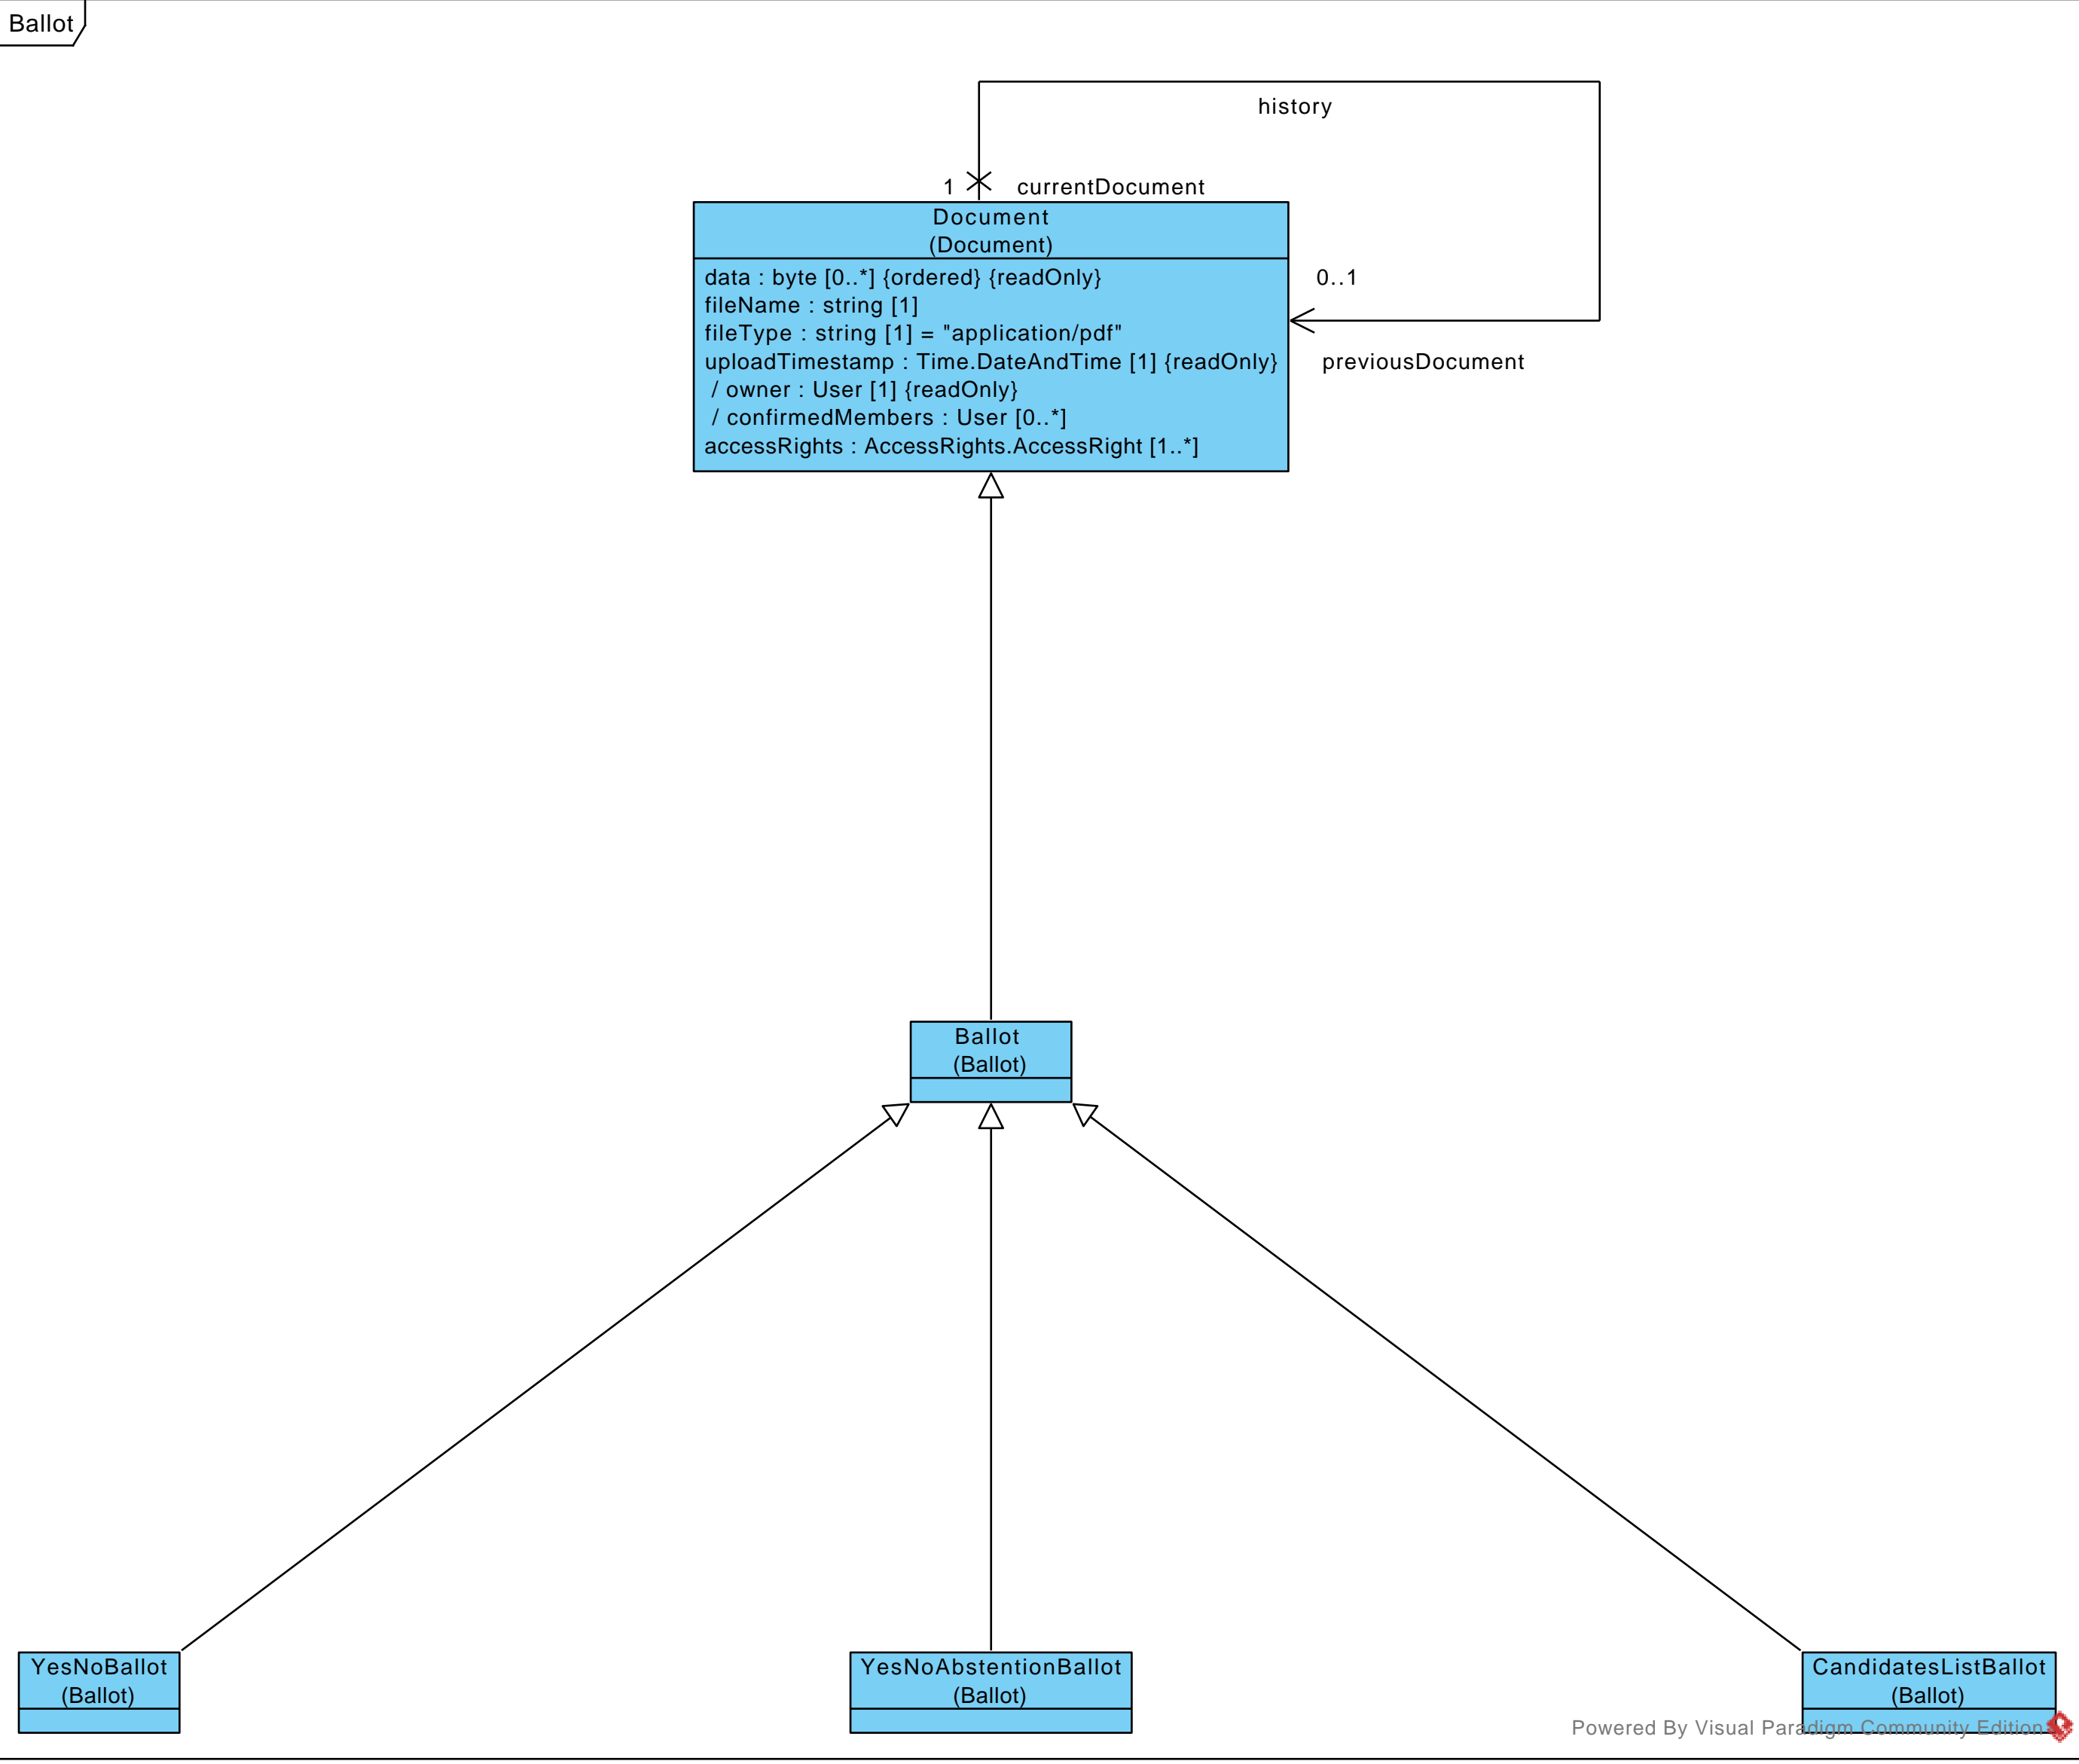 Ballot
history
1
currentDocument
Document
(Document)
data : byte [0..*] {ordered} {readOnly}
fileName : string [1]
fileType : string [1] = "application/pdf"
uploadTimestamp : Time.DateAndTime [1] {readOnly}
/ owner : User [1] {readOnly}
/ confirmedMembers : User [0..*]
accessRights : AccessRights.AccessRight [1..*]
0..1
previousDocument
Ballot
(Ballot)
YesNoBallot
(Ballot)
YesNoAbstentionBallot
(Ballot)
CandidatesListBallot
(Ballot)
Powered By Visual Paradigm Community Edition